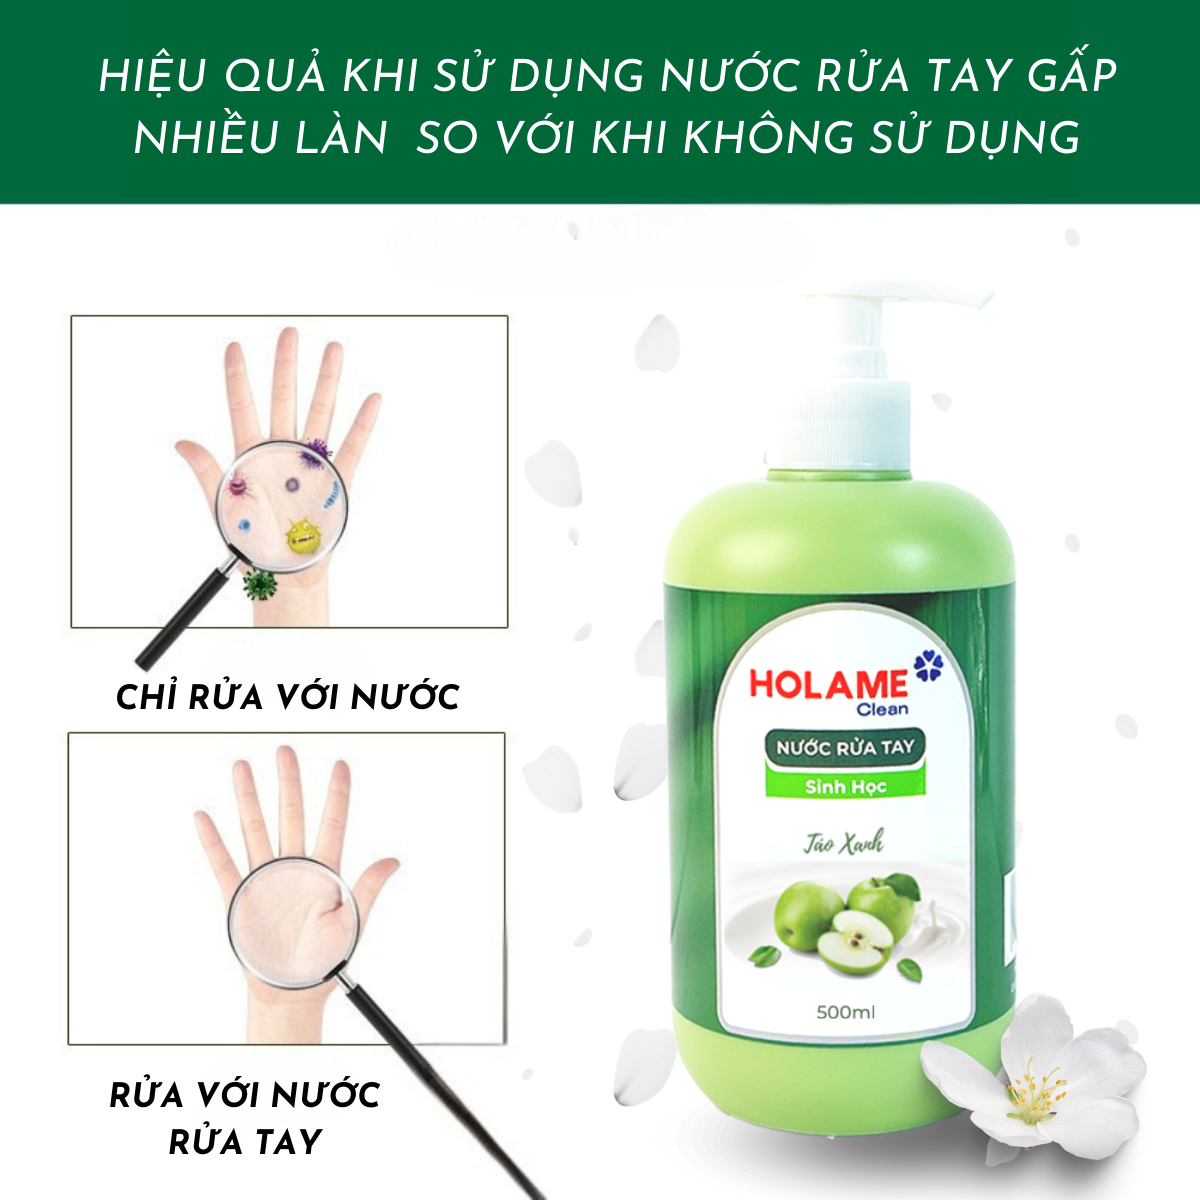 HIỆU QUẢ KHI SỬ DỤNG NƯỚC RỬA TAY GẤP
NHIỀU LÀN SO VỚI KHI KHÔNG SỬ DỤNG
CHỈ RỬA VỚI NƯỚC
RỬA VỚI NƯỚC
RỬA TAY
HOLAME
Clean
NƯỚC RỬA TAY
Sinh Học
Táo Xanh
500ml